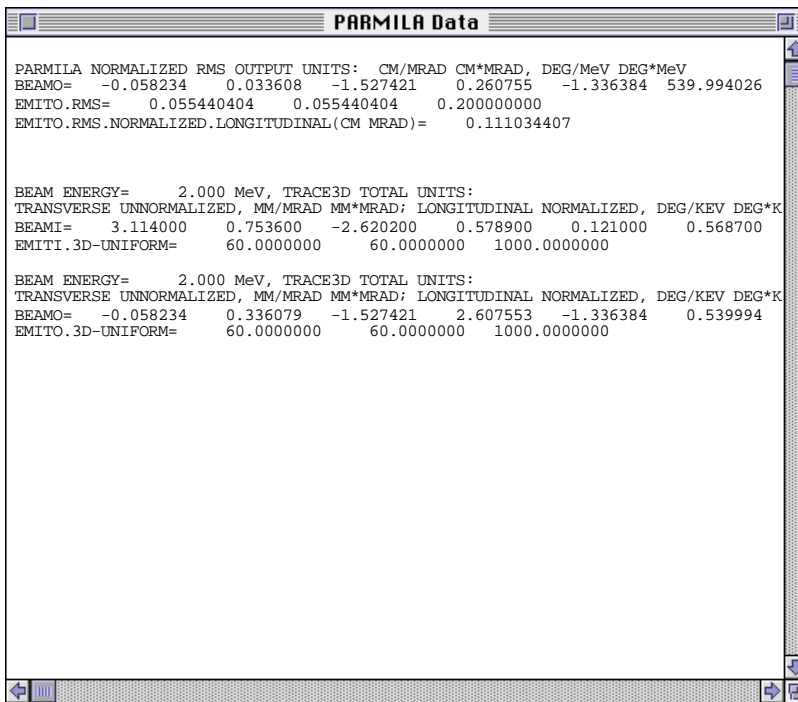 PARMILA Data
PARMILA NORMALIZED RMS OUTPUT UNITS: CM/MRAD CM*MRAD, DEG/MeV DEG*MeV
BEAMO= -0.058234 0.033608 -1.527421 0.260755 -1.336384 539.994026
EMITO.RMS= 0.055440404 0.055440404 0.200000000
EMITO.RMS.NORMALIZED.LONGITUDINAL(CM MRAD)= 0.111034407
BEAM ENERGY= 2.000 MeV, TRACE3D TOTAL UNITS:
TRANSVERSE UNNORMALIZED, MM/MRAD MM*MRAD; LONGITUDINAL NORMALIZED, DEG/KEV DEG*K
BEAMI= 3.114000 0.753600 -2.620200 0.578900 0.121000 0.568700
EMITI.3D-UNIFORM= 60.0000000 60.0000000 1000.0000000
BEAM ENERGY= 2.000 MeV, TRACE3D TOTAL UNITS:
TRANSVERSE UNNORMALIZED, MM/MRAD MM*MRAD; LONGITUDINAL NORMALIZED, DEG/KEV DEG*K
BEAMO= -0.058234 0.336079 -1.527421 2.607553 -1.336384 0.539994
EMITO.3D-UNIFORM= 60.0000000 60.0000000 1000.0000000